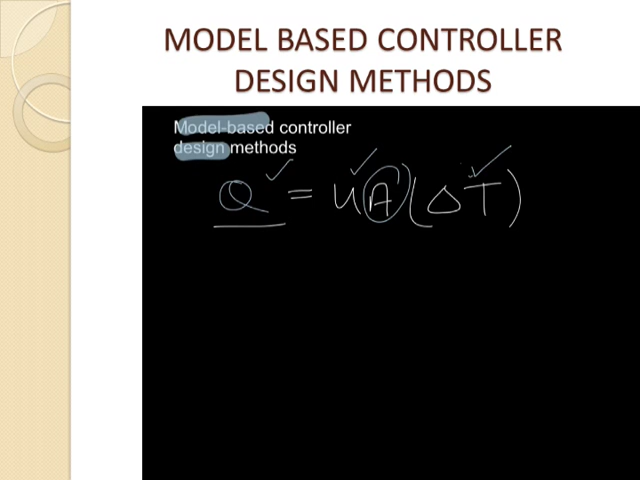 MODEL BASED CONTROLLER
DESIGN METHODS
Model-based controller
design methods
Q = UA(ΔT)